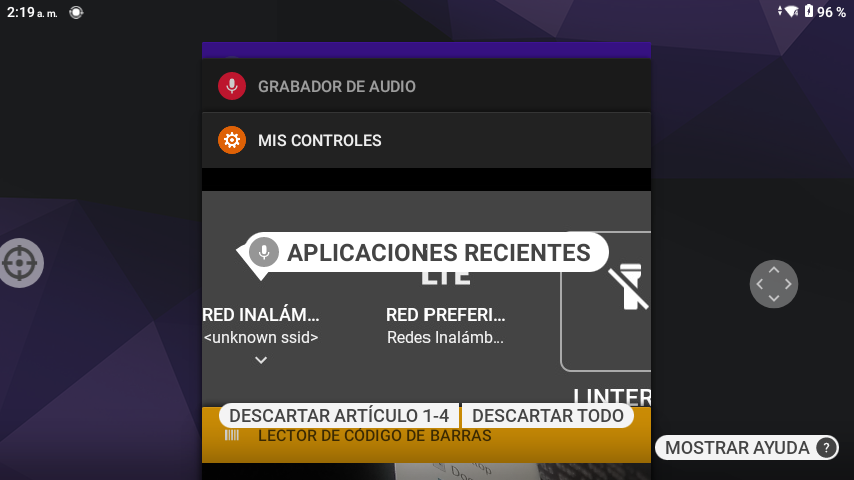 2:19 a. m.
96 %
GRABADOR DE AUDIO
MIS CONTROLES
APLICACIONES RECIENTES
LTE
RED INALÁM...
RED PREFERI...
<unknown ssid>
Redes Inalámb...
LINTER
DESCARTAR ARTÍCULO 1-4
DESCARTAR TODO
LECTOR DE CÓDIGO DE BARRAS
MOSTRAR AYUDA ?